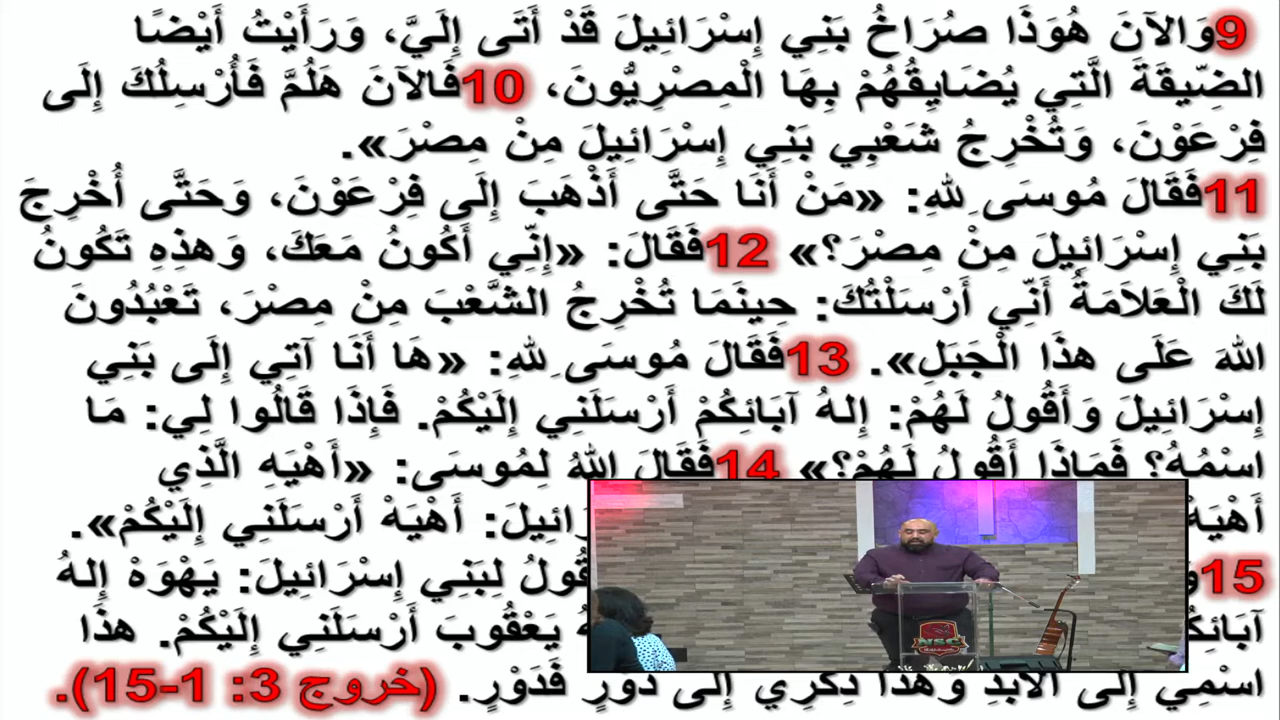 9وَالآنَ هُوَذَا صُرَاخُ بَنِي إِسْرَائِيلَ قَدْ أَتَى إِلَيَّ، وَرَأَيْتُ أَيْضًا
الضِّيقَةَ الَّتِي يُضَايِقُهُمْ بِهَا الْمِصْرِيُّونَ، 10فَالآنَ هَلُمَّ فَأُرْسِلُكَ إِلَى
فِرْعَوْنَ، وَتُخْرِجُ شَعْبِي بَنِي إِسْرَائِيلَ مِنْ مِصْرَ».
11فَقَالَ مُوسَى ِللهِ: «مَنْ أَنَا حَتَّى أَذْهَبَ إِلَى فِرْعَوْنَ، وَحَتَّى أُخْرِجَ
بَنِي إِسْرَائِيلَ مِنْ مِصْرَ؟» 12فَقَالَ: «إِنِّي أَكُونُ مَعَكَ، وَهذِهِ تَكُونُ
لَكَ الْعَلاَمَةُ أَنِّي أَرْسَلْتُكَ: حِينَمَا تُخْرِجُ الشَّعْبَ مِنْ مِصْرَ، تَعْبُدُونَ
اللهَ عَلَى هذَا الْجَبَلِ». 13فَقَالَ مُوسَى ِللهِ: «هَا أَنَا آتِي إِلَى بَنِي
إِسْرَائِيلَ وَأَقُولُ لَهُمْ: إِلهُ آبَائِكُمْ أَرْسَلَنِي إِلَيْكُمْ. فَإِذَا قَالُوا لِي: مَا
اسْمُهُ؟ فَمَاذَا أَقُولُ لَهُمْ؟» 14فَقَالَ اللهُ لِمُوسَى: «أَهْيَهِ الَّذِي
أَهْيَهْ أَهْيَهْ أَرْسَلَنِي إِلَيْكُمْ».
15 لِبَنِي إِسْرَائِيلَ: يَهْوَهْ إِلهُ
يَعْقُوبَ أَرْسَلَنِي إِلَيْكُمْ. هذَا
اسْمِي إِلَى الأَبَدِ وَهذَا ذِكْرِي إِلَى دَوْرٍ فَدَوْرٍ. (خروج 3: 1-15).
NSC